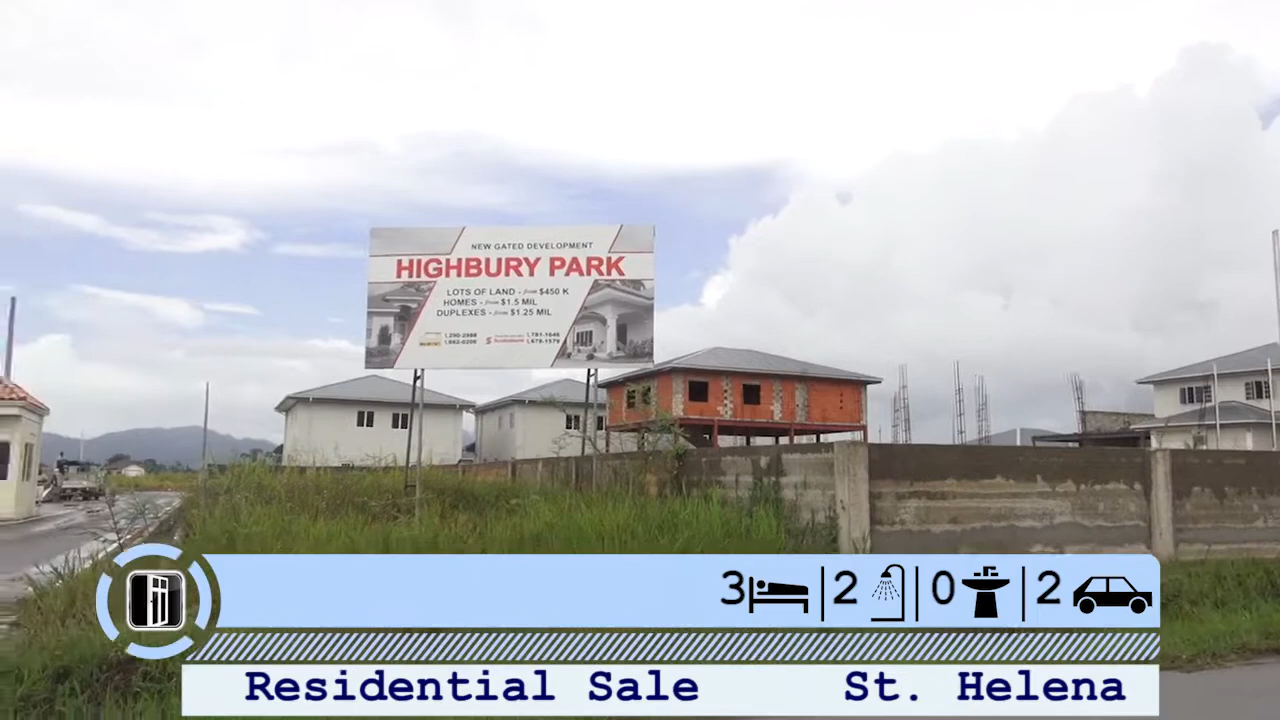 NEW GATED DEVELOPMENT
HIGHBURY PARK
LOTS OF LAND - from $450 K
HOMES - from $1.5 MIL
DUPLEXES - from $1.25 MIL
Scotiabank
3 2 0 2
Residential Sale St. Helena